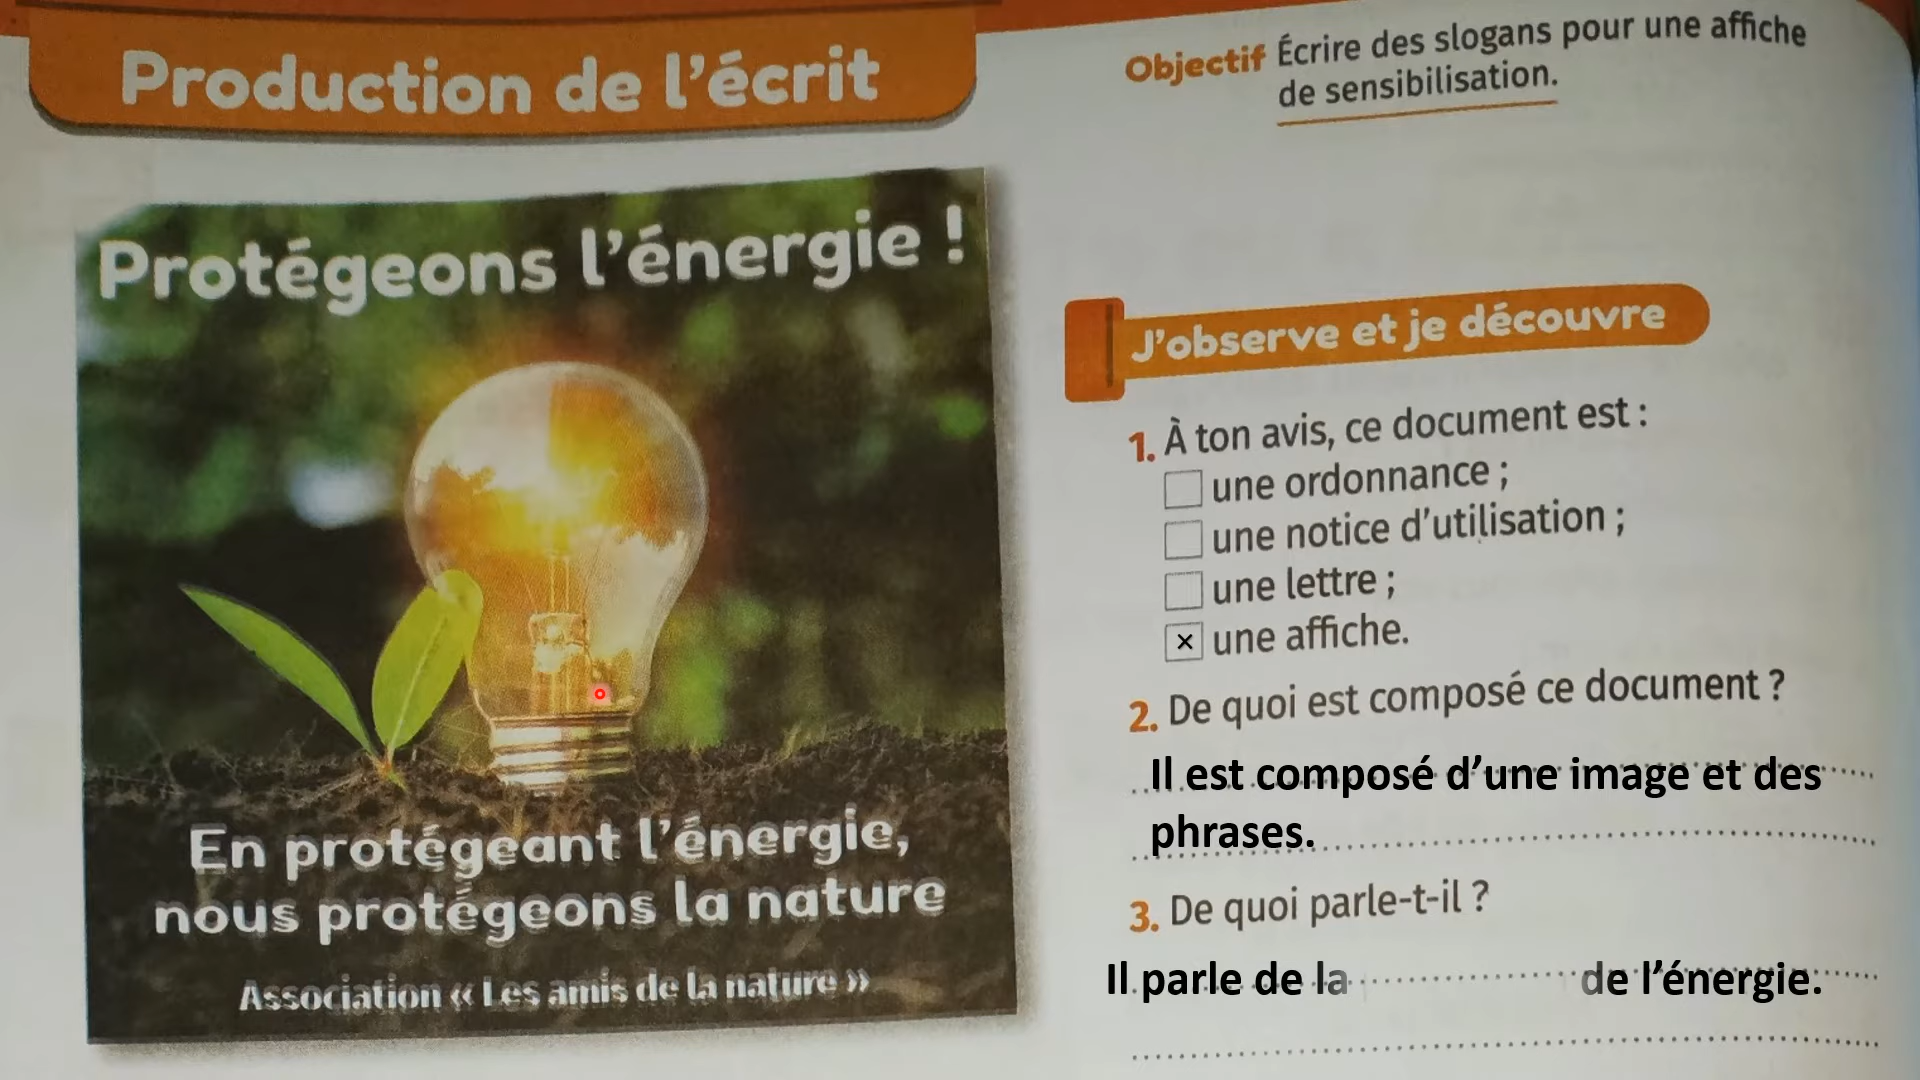 Production de l'écrit
Objectif Écrire des slogans pour une affiche
de sensibilisation.
Protégeons l'énergie !
En protégeant l'énergie,
nous protégeons la nature
Association « Les amis de la nature »
J'observe et je découvre
1. À ton avis, ce document est :
une ordonnance ;
une notice d'utilisation ;
une lettre ;
× une affiche.
2. De quoi est composé ce document ?
Il est composé d'une image et des
phrases.
3. De quoi parle-t-il ?
Il parle de la de l'énergie.